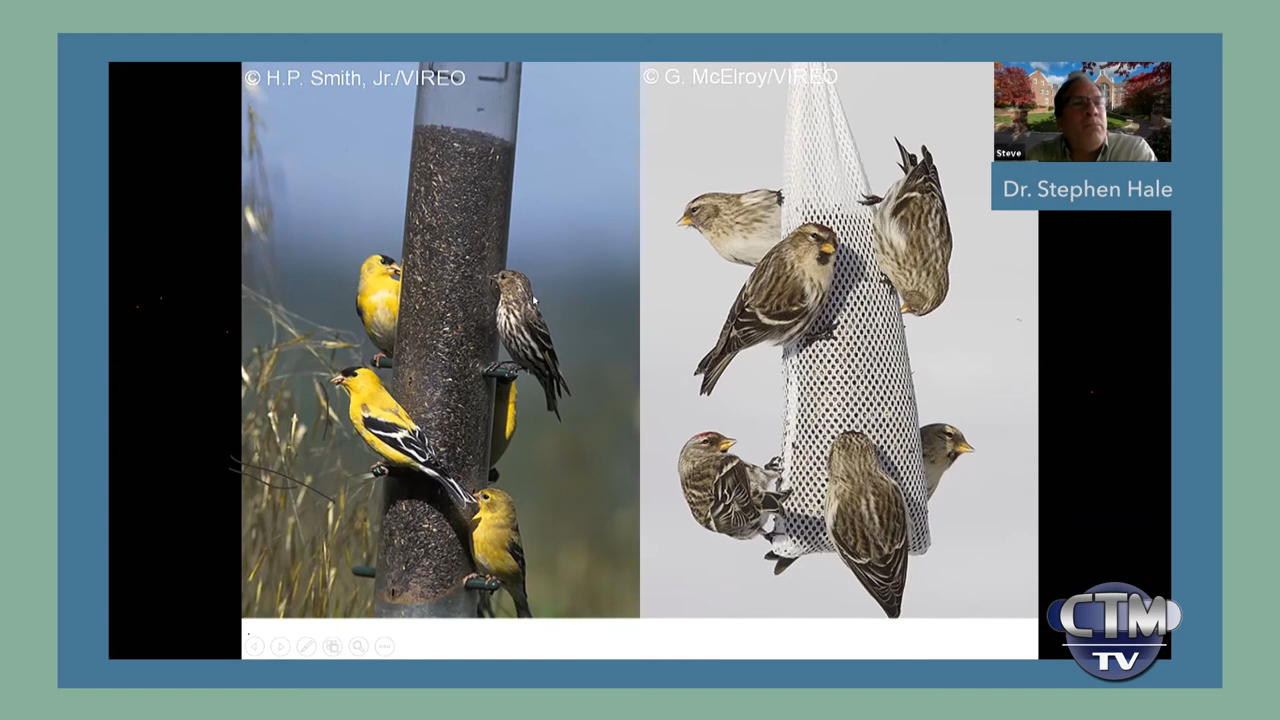 © H.P. Smith, Jr./VIREO
© G. McElroy/VIREO
Steve
Dr. Stephen Hale
CTM
TV